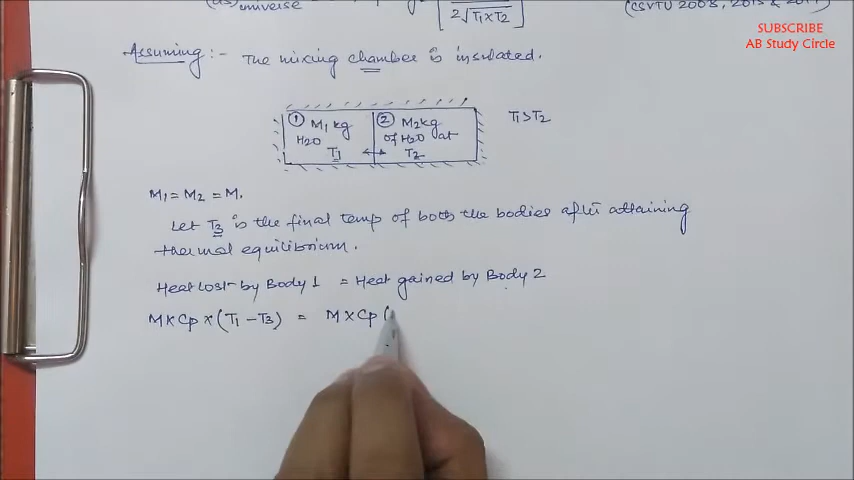 universe
2√T1×T2
(CSVTU 2008, 2015 &
SUBSCRIBE
AB Study Circle
Assuming :- The mixing chamber is insulated.
① M1 kg H2O T1
② M2 kg of H2O at T2
T1>T2
M1 = M2 = M.
Let T3 is the final temp of both the bodies after attaining
thermal equilibrium.
Heat Lost by Body 1 = Heat gained by Body 2
M×Cp×(T1-T3) = M×Cp(